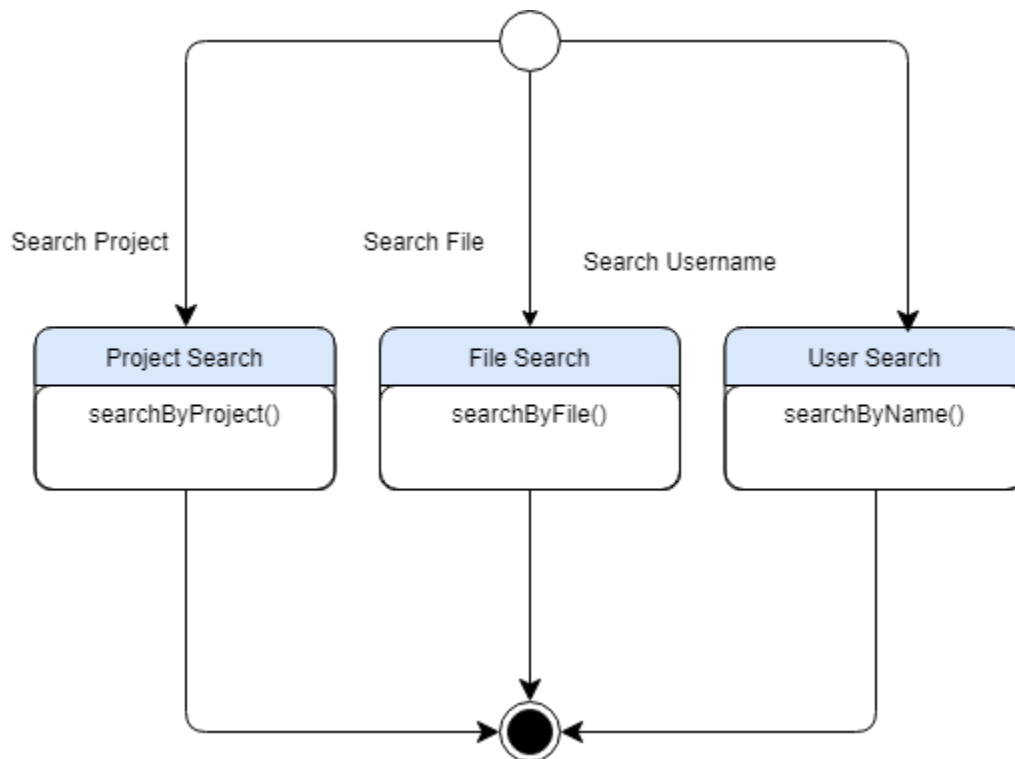 Search Project
Search File
Search Username
Project Search
searchByProject()
File Search
searchByFile()
User Search
searchByName()